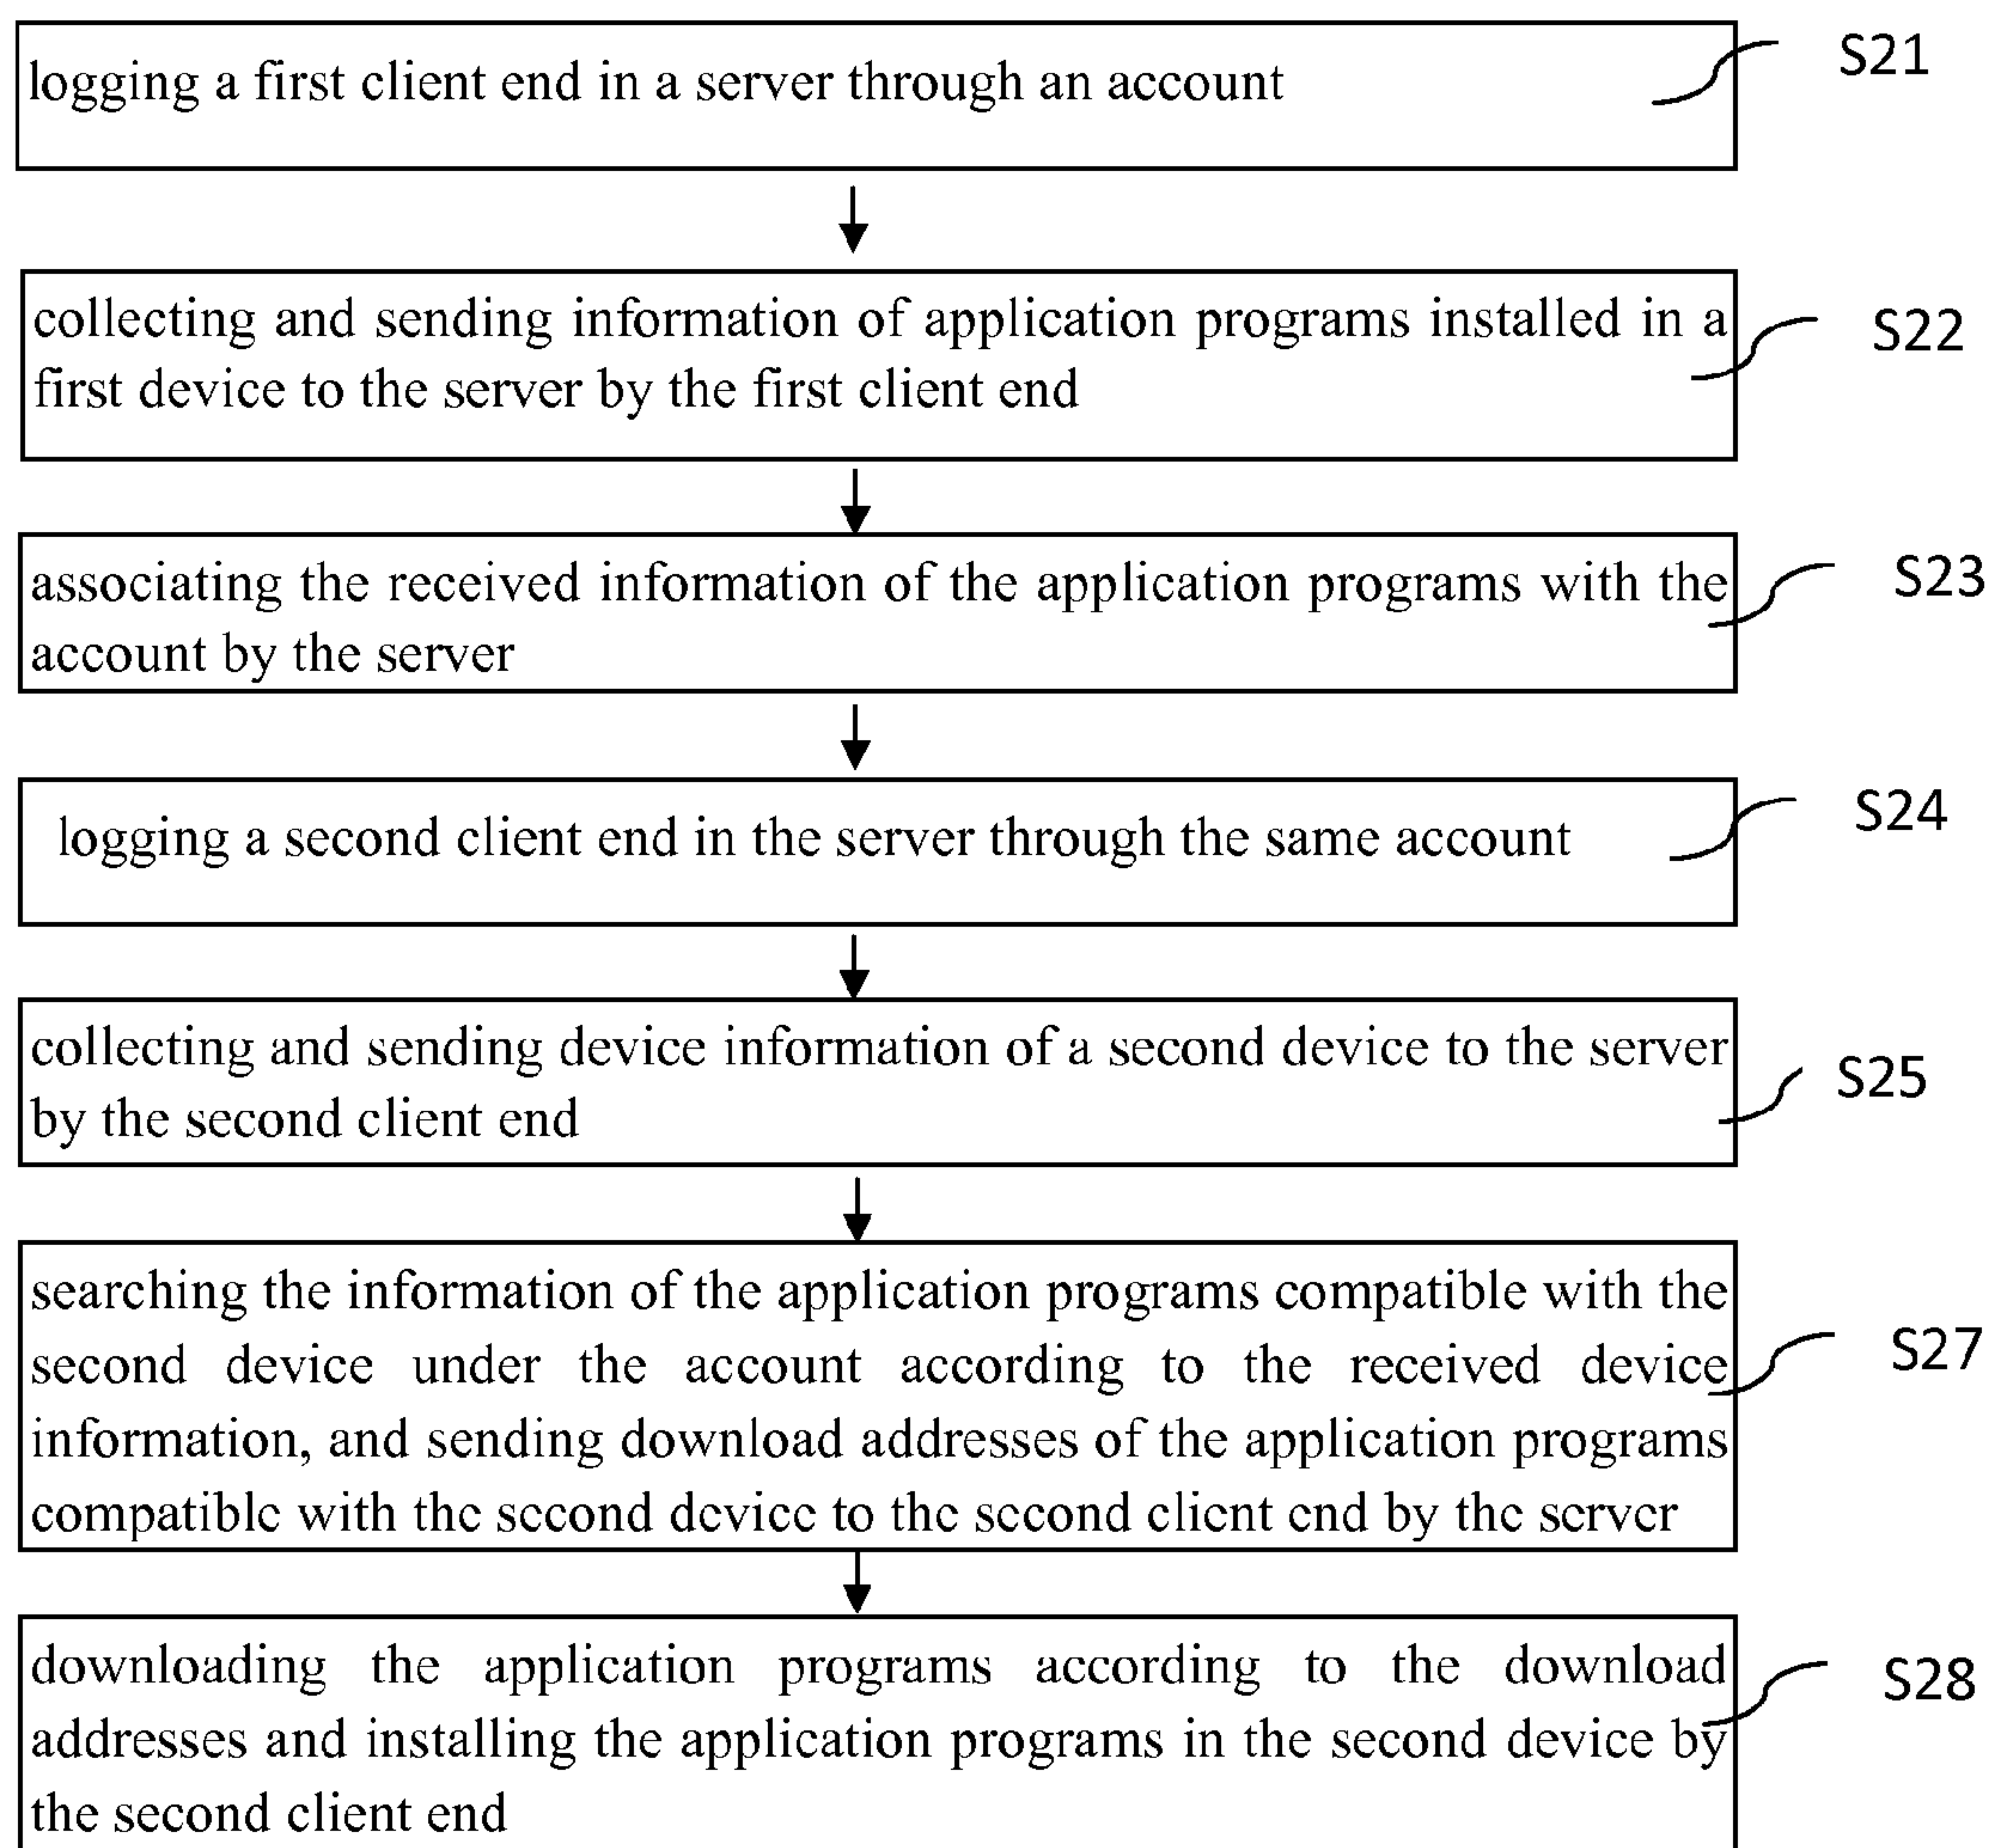 logging a first client end in a server through an account
S21
collecting and sending information of application programs installed in a
first device to the server by the first client end
S22
associating the received information of the application programs with the
account by the server
S23
logging a second client end in the server through the same account
S24
collecting and sending device information of a second device to the server
by the second client end
S25
searching the information of the application programs compatible with the
second device under the account according to the received device
information, and sending download addresses of the application programs
compatible with the second device to the second client end by the server
S27
downloading the application programs according to the download
addresses and installing the application programs in the second device by
the second client end
S28